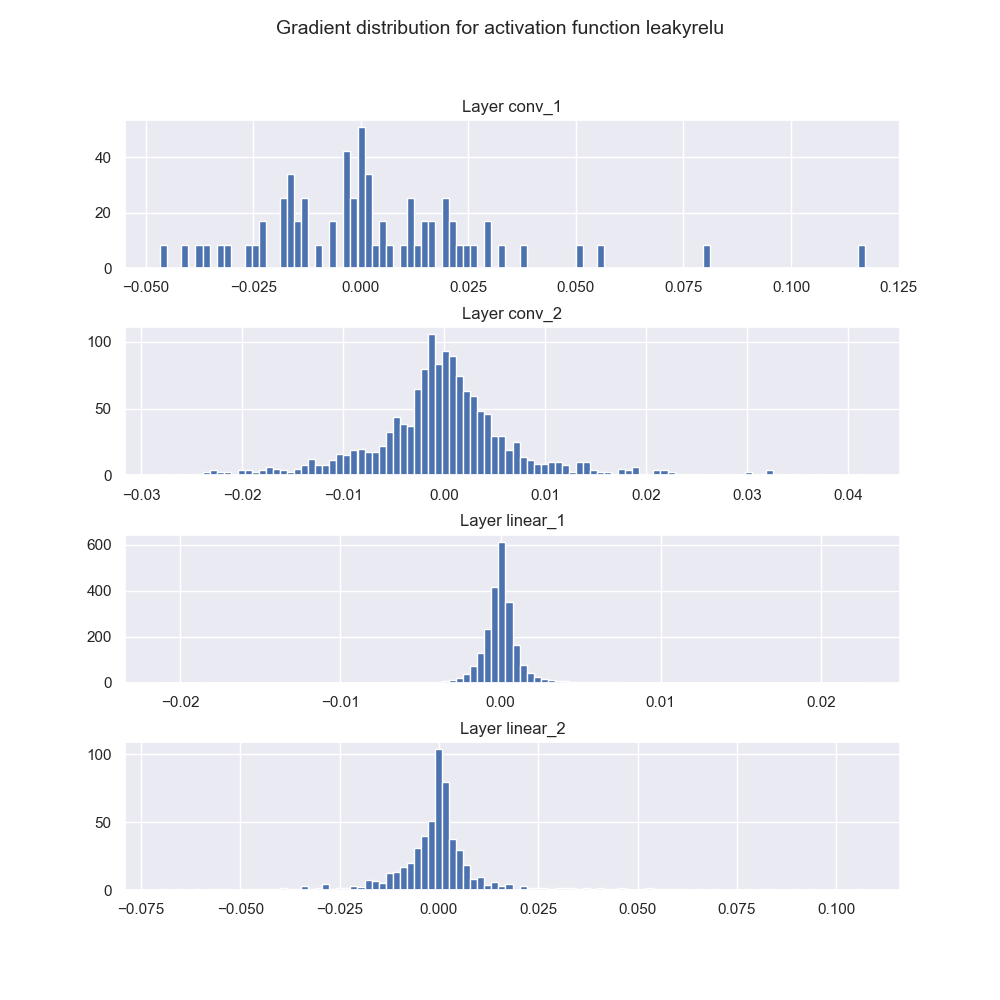 Gradient distribution for activation function leakyrelu
Layer conv_1
40
20
0
−0.050 −0.025 0.000 0.025 0.050 0.075 0.100 0.125
Layer conv_2
100
50
0
−0.03 −0.02 −0.01 0.00 0.01 0.02 0.03 0.04
Layer linear_1
600
400
200
0
−0.02 −0.01 0.00 0.01 0.02
Layer linear_2
100
50
0
−0.075 −0.050 −0.025 0.000 0.025 0.050 0.075 0.100